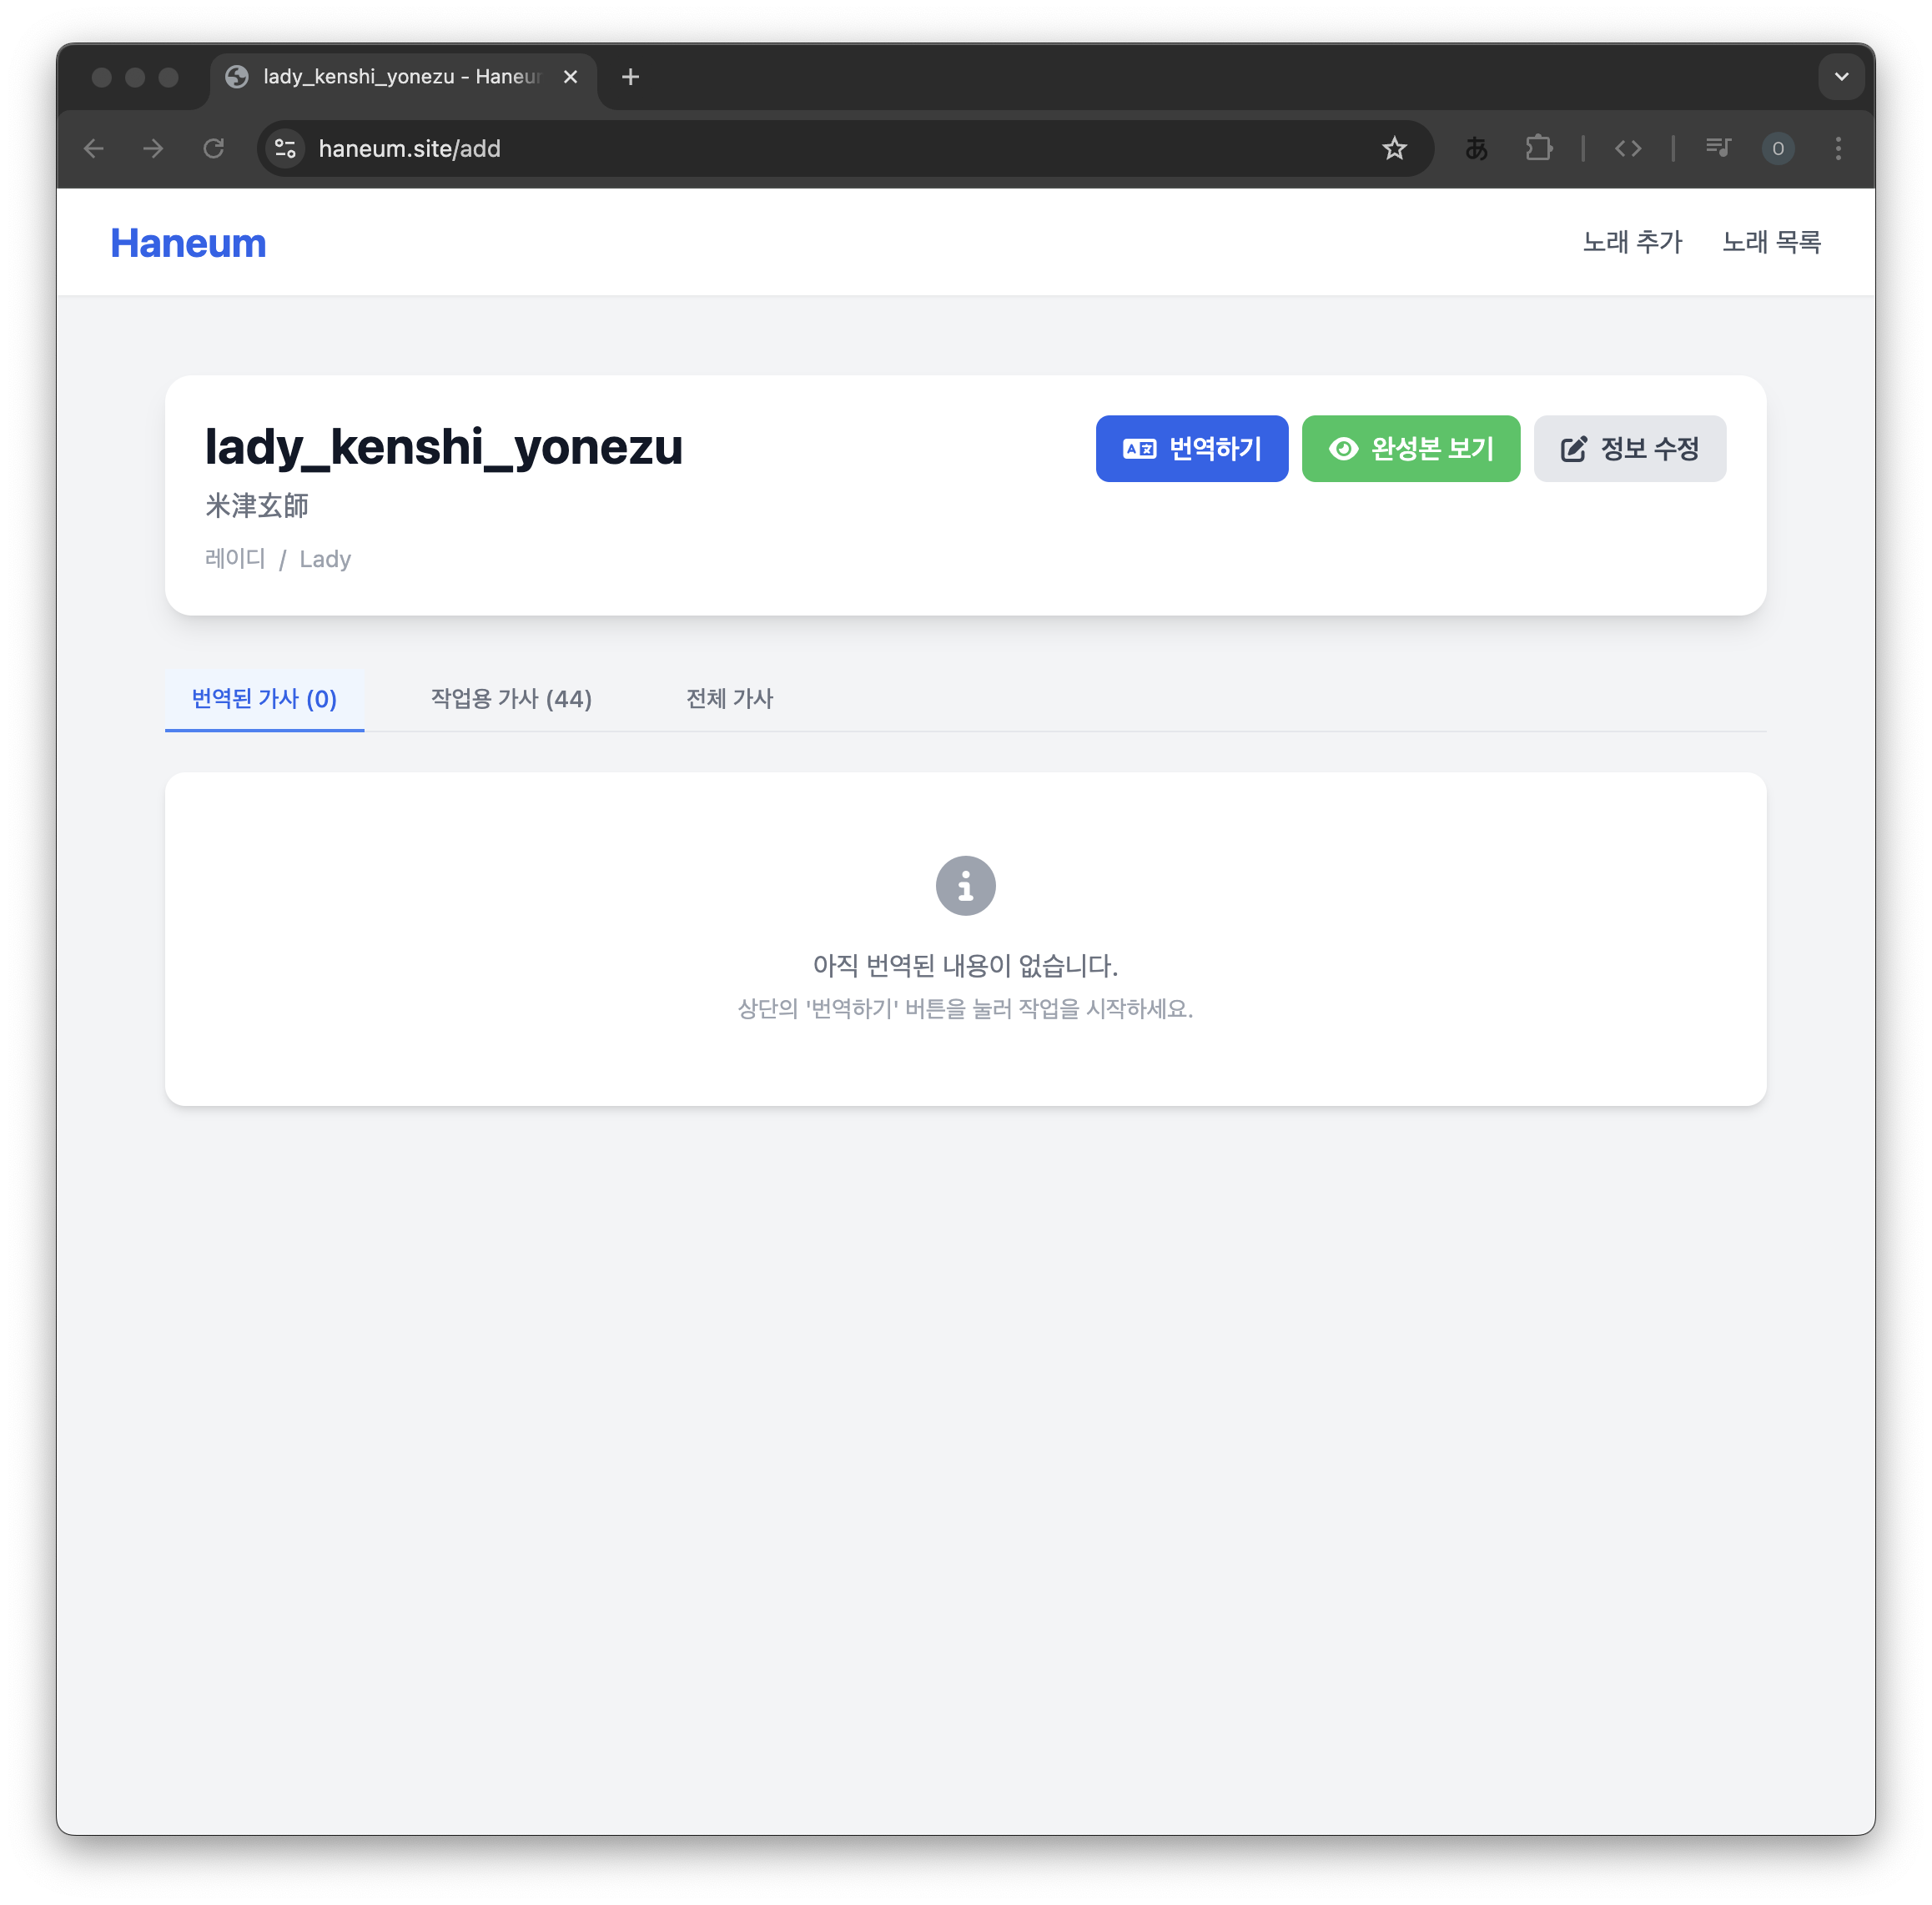 lady_kenshi_yonezu - Haneum
haneum.site/add
あ
O
Haneum
노래 추가
노래 목록
lady_kenshi_yonezu
번역하기
완성본 보기
정보 수정
米津玄師
레이디 / Lady
번역된 가사 (0)
작업용 가사 (44)
전체 가사
아직 번역된 내용이 없습니다.
상단의 '번역하기' 버튼을 눌러 작업을 시작하세요.